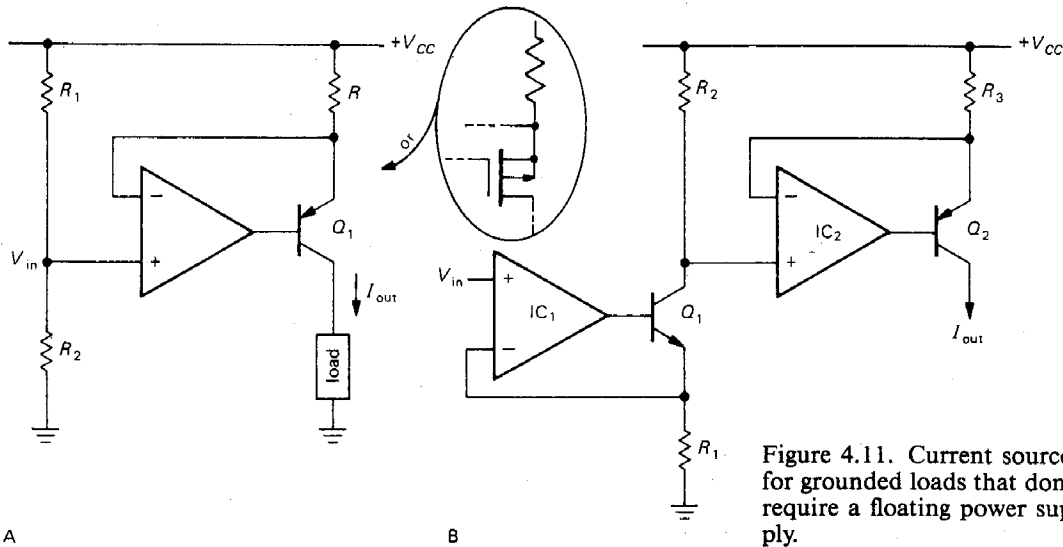 +V_CC
R_1
R
or
V_in
Q_1
I_out
R_2
load
A
+V_CC
R_2
R_3
IC_2
Q_2
V_in
IC_1
Q_1
I_out
R_1
B
Figure 4.11. Current source
for grounded loads that don
require a floating power sup
ply.